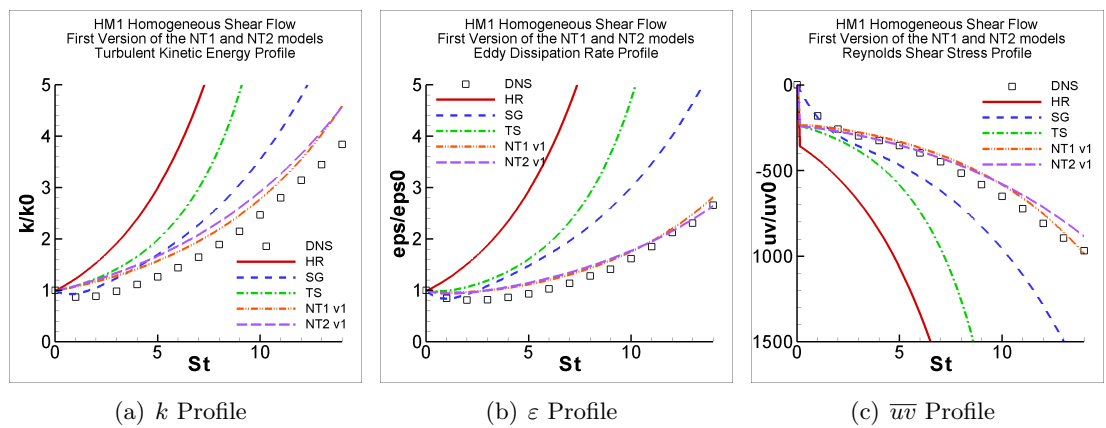 HM1 Homogeneous Shear Flow
First Version of the NT1 and NT2 models
Turbulent Kinetic Energy Profile
5
4
3
2
1
0
k/k0
0
5
10
St
DNS
HR
SG
TS
NT1 v1
NT2 v1
(a) k Profile
HM1 Homogeneous Shear Flow
First Version of the NT1 and NT2 models
Eddy Dissipation Rate Profile
5
4
3
2
1
0
eps/eps0
0
5
10
St
DNS
HR
SG
TS
NT1 v1
NT2 v1
(b) ε Profile
HM1 Homogeneous Shear Flow
First Version of the NT1 and NT2 models
Reynolds Shear Stress Profile
0
-500
1000
1500
uv/uv0
0
5
10
St
DNS
HR
SG
TS
NT1 v1
NT2 v1
(c) u̅v̅ Profile